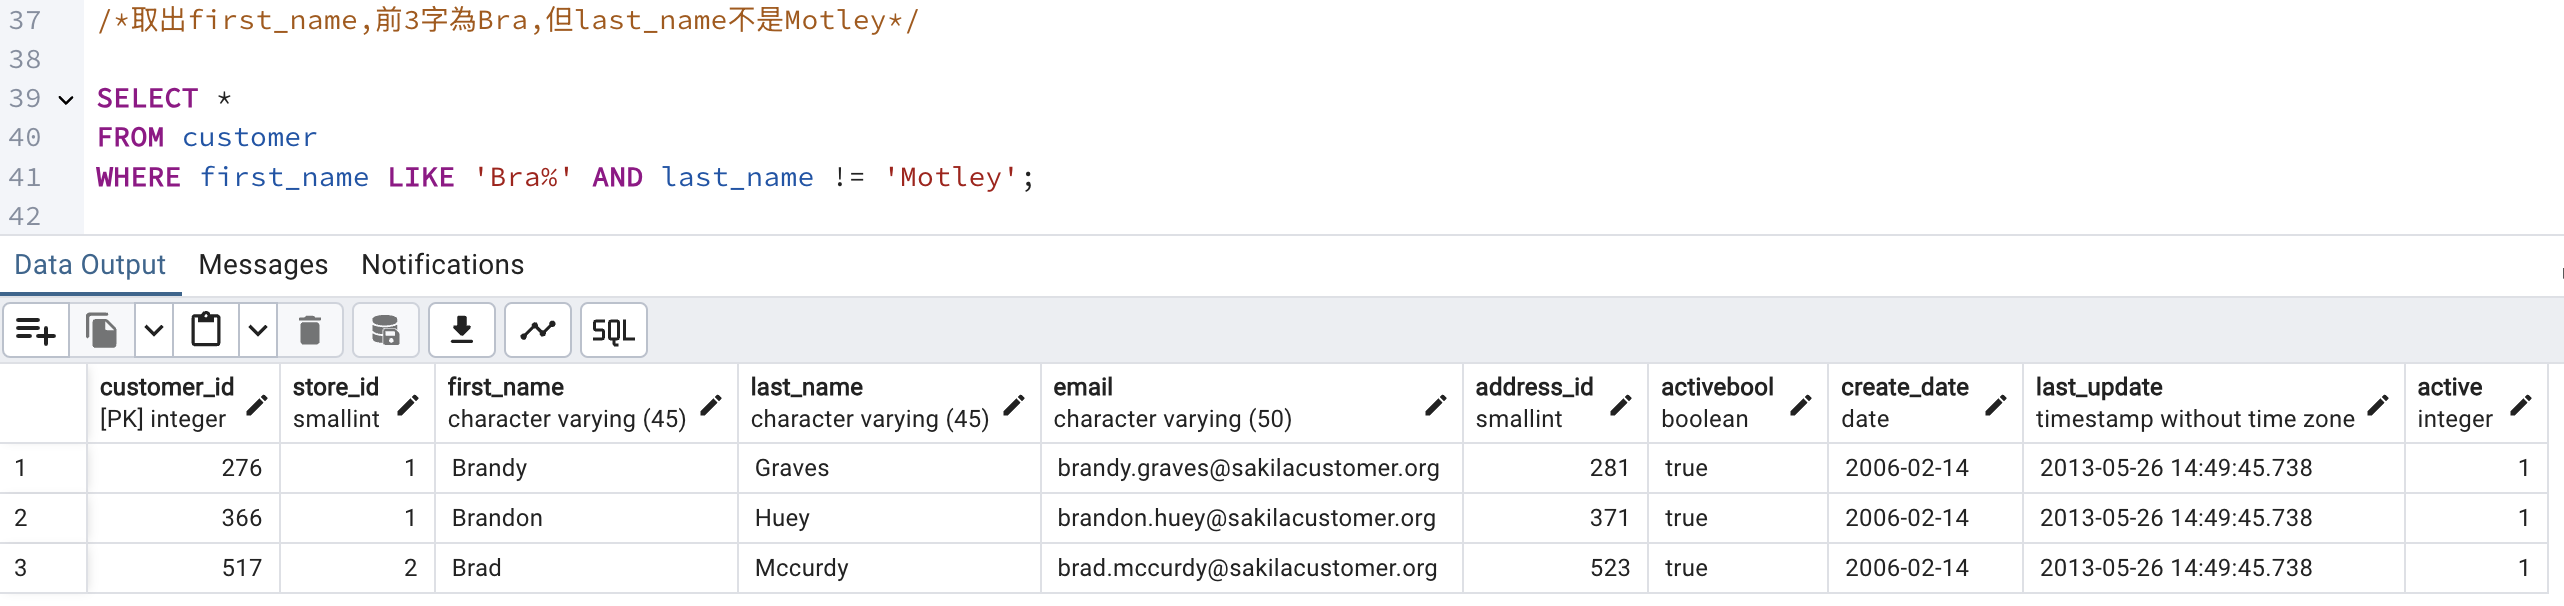 37 /*取出first_name,前3字為Bra,但last_name不是Motley*/
38
39 SELECT *
40 FROM customer
41 WHERE first_name LIKE 'Bra%' AND last_name != 'Motley';
42
Data Output Messages Notifications
SQL
customer_id store_id first_name last_name email address_id activebool create_date last_update active
[PK] integer smallint character varying (45) character varying (45) character varying (50) smallint boolean date timestamp without time zone integer
1 276 1 Brandy Graves brandy.graves@sakilacustomer.org 281 true 2006-02-14 2013-05-26 14:49:45.738 1
2 366 1 Brandon Huey brandon.huey@sakilacustomer.org 371 true 2006-02-14 2013-05-26 14:49:45.738 1
3 517 2 Brad Mccurdy brad.mccurdy@sakilacustomer.org 523 true 2006-02-14 2013-05-26 14:49:45.738 1